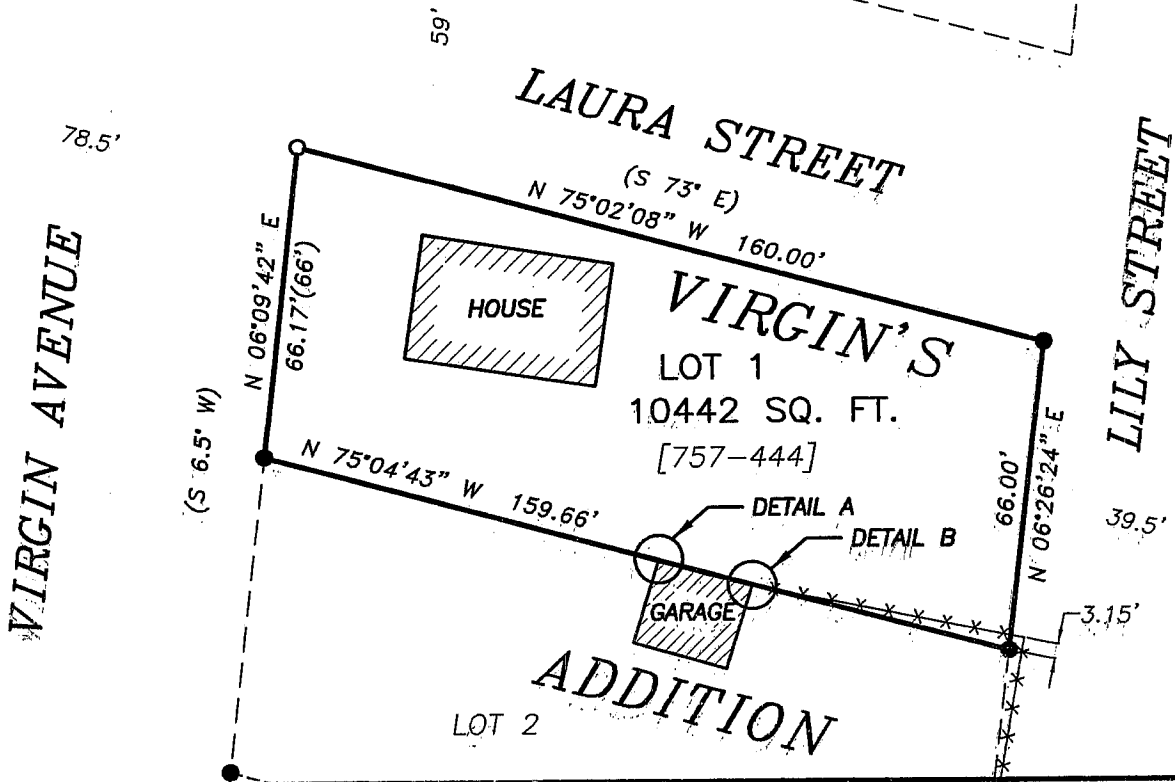 59'
78.5'
LAURA STREET
(S 73° E)
N 75°02'08" W 160.00'
VIRGIN AVENUE
N 06°09'42" E
66.17'(66')
(S 6.5° W)
HOUSE
VIRGIN'S
LOT 1
10442 SQ. FT.
[757-444]
LILY STREET
N 75°04'43" W 159.66'
DETAIL A
DETAIL B
66.00'
N 06°26'24" E
39.5'
GARAGE
3.15'
ADDITION
LOT 2